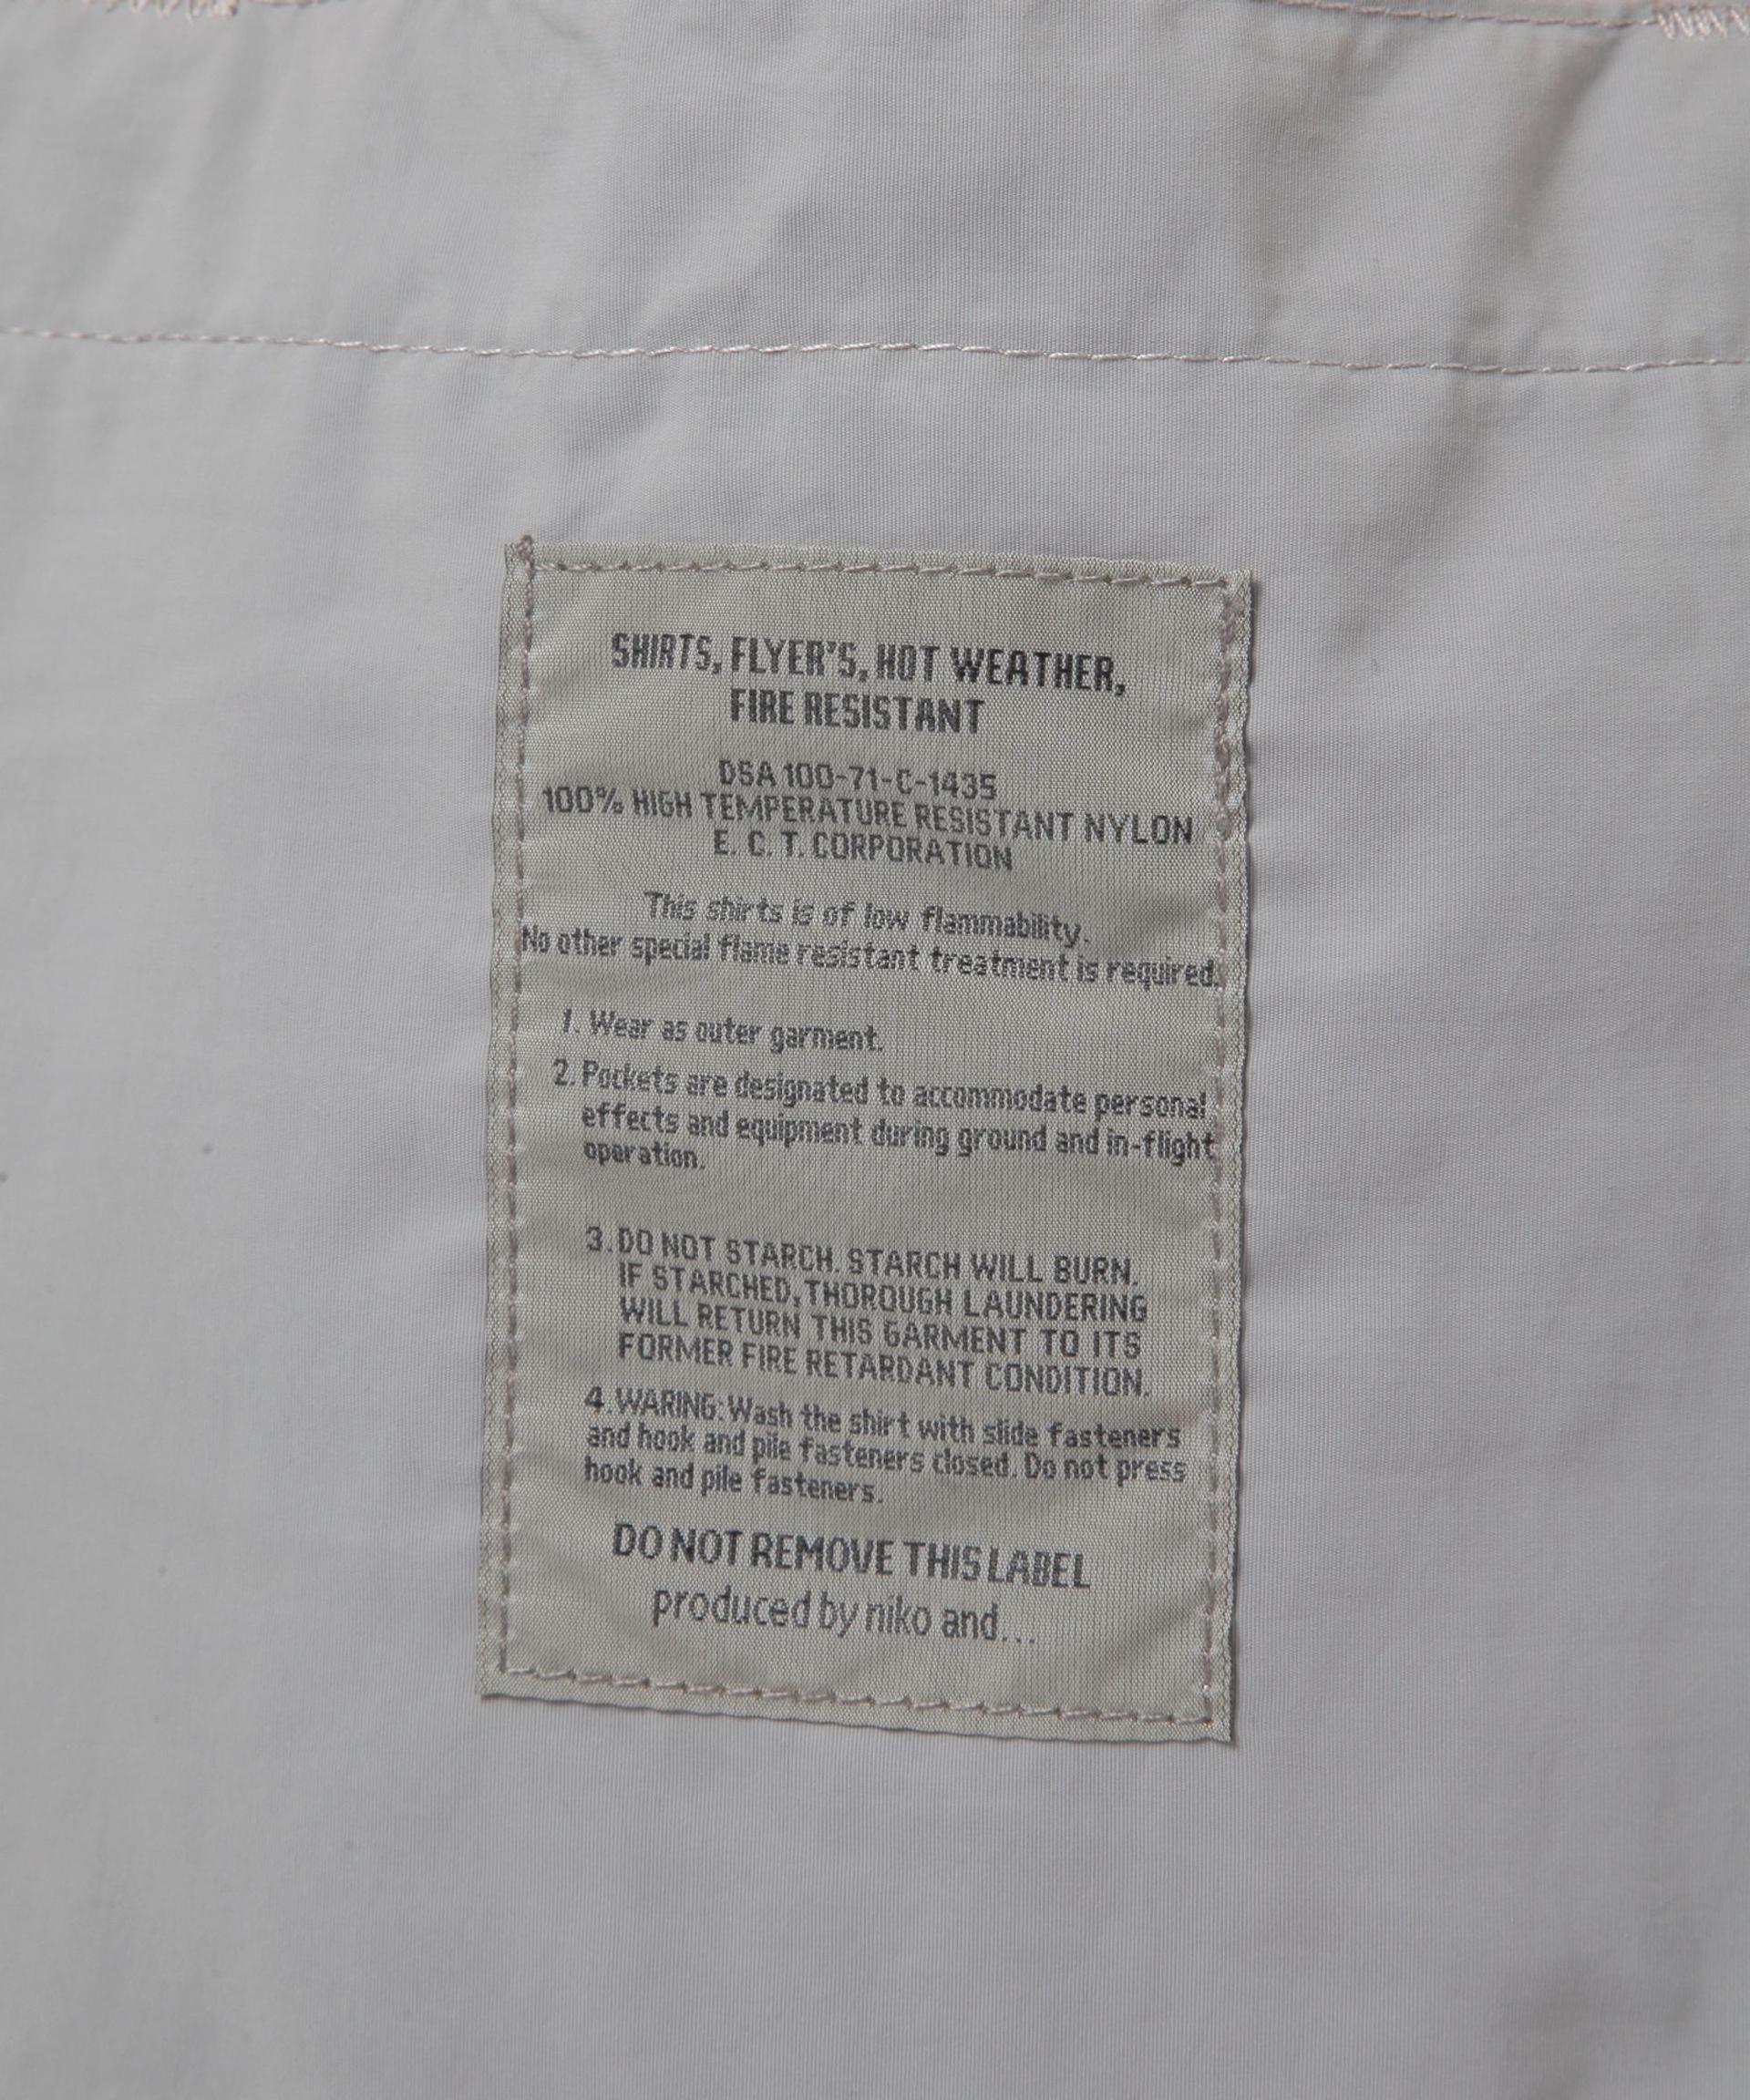 SHIRTS, FLYER'S, HOT WEATHER,
FIRE RESISTANT
DSA 100-71-C-1435
100% HIGH TEMPERATURE RESISTANT NYLON
E. C. T. CORPORATION
This shirts is of low flammability.
No other special flame resistant treatment is required.
1. Wear as outer garment.
2. Pockets are designated to accommodate personal
effects and equipment during ground and in-flight
operation.
3. DO NOT STARCH. STARCH WILL BURN.
IF STARCHED, THOROUGH LAUNDERING
WILL RETURN THIS GARMENT TO ITS
FORMER FIRE RETARDANT CONDITION.
4. WARING: Wash the shirt with slide fasteners
and hook and pile fasteners closed. Do not press
hook and pile fasteners.
DO NOT REMOVE THIS LABEL
produced by niko and...